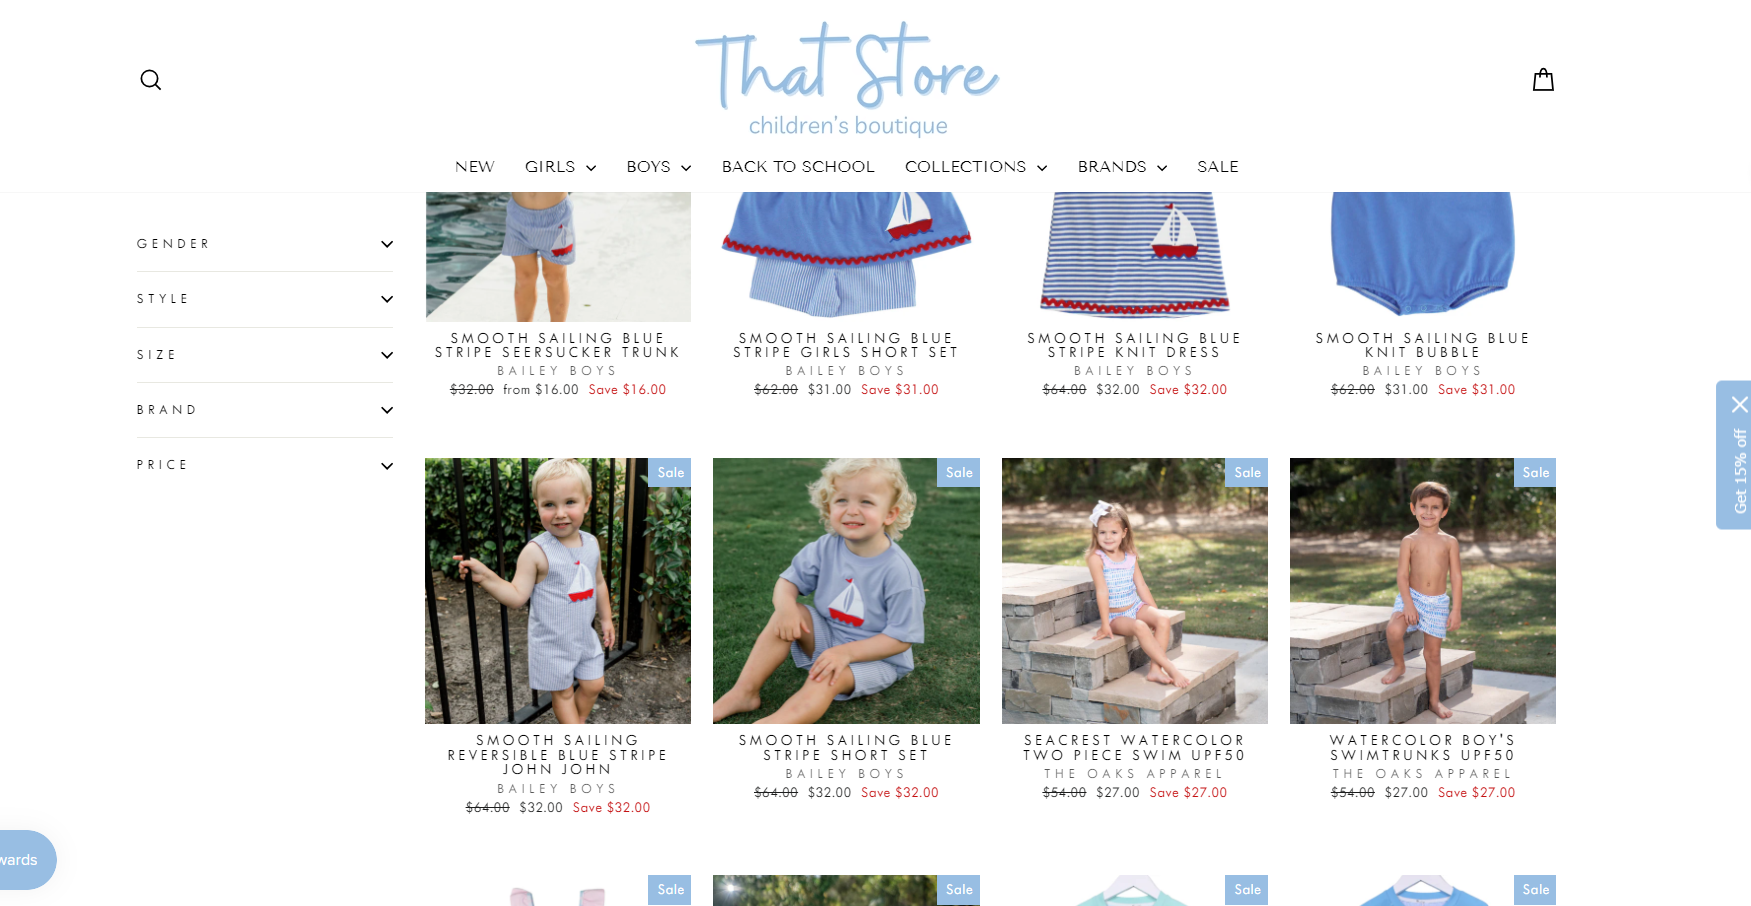 That Store
children's boutique
NEW GIRLS BOYS BACK TO SCHOOL COLLECTIONS BRANDS SALE
GENDER
STYLE
SIZE
BRAND
PRICE
SMOOTH SAILING BLUE
STRIPE SEERSUCKER TRUNK
BAILEY BOYS
$32.00 from $16.00 Save $16.00
SMOOTH SAILING BLUE
STRIPE GIRLS SHORT SET
BAILEY BOYS
$62.00 $31.00 Save $31.00
SMOOTH SAILING BLUE
STRIPE KNIT DRESS
BAILEY BOYS
$64.00 $32.00 Save $32.00
SMOOTH SAILING BLUE
KNIT BUBBLE
BAILEY BOYS
$62.00 $31.00 Save $31.00
Get 15% off
Sale
SMOOTH SAILING
REVERSIBLE BLUE STRIPE
JOHN JOHN
BAILEY BOYS
$64.00 $32.00 Save $32.00
Sale
SMOOTH SAILING BLUE
STRIPE SHORT SET
BAILEY BOYS
$64.00 $32.00 Save $32.00
Sale
SEACREST WATERCOLOR
TWO PIECE SWIM UPF50
THE OAKS APPAREL
$54.00 $27.00 Save $27.00
Sale
WATERCOLOR BOY'S
SWIMTRUNKS UPF50
THE OAKS APPAREL
$54.00 $27.00 Save $27.00
wards
Sale
Sale
Sale
Sale